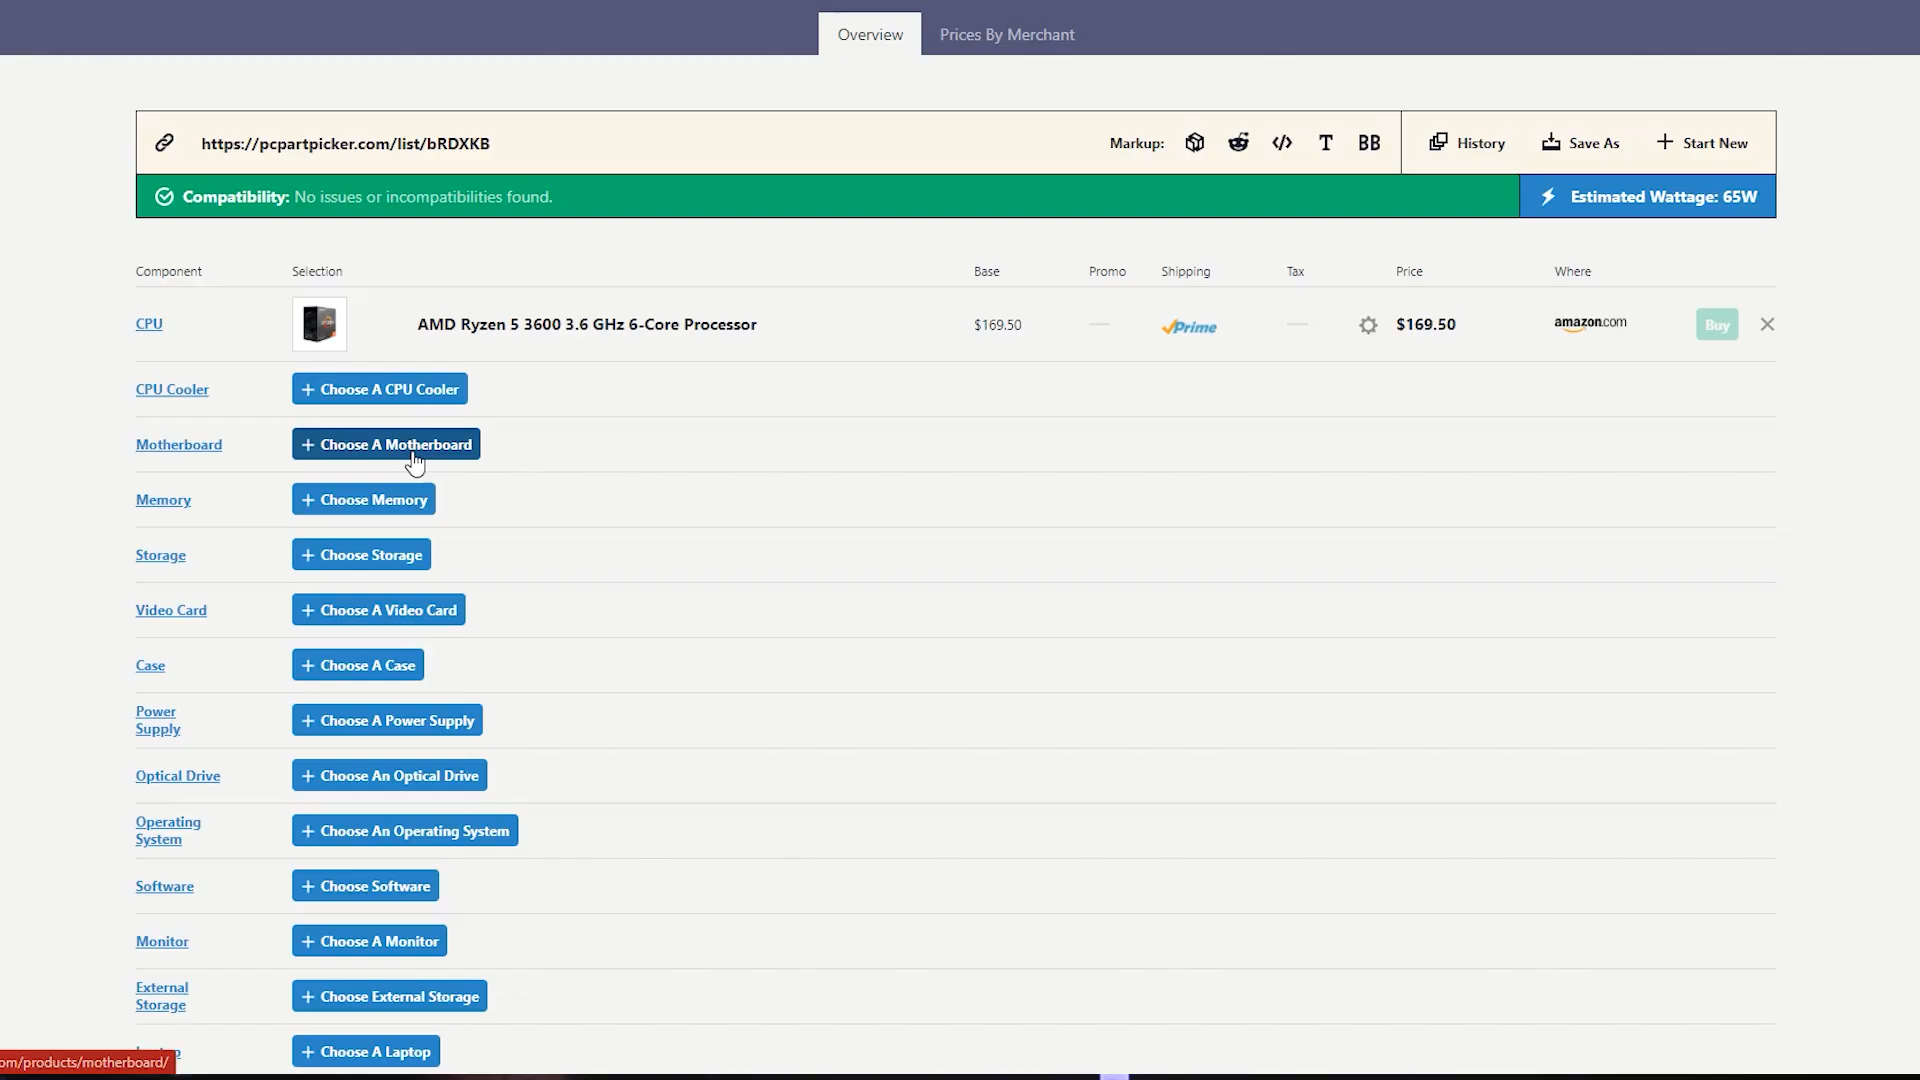 Overview Prices By Merchant
https://pcpartpicker.com/list/bRDXKB Markup: T BB History Save As + Start New
Compatibility: No issues or incompatibilities found. Estimated Wattage: 65W
Component Selection Base Promo Shipping Tax Price Where
CPU AMD Ryzen 5 3600 3.6 GHz 6-Core Processor $169.50 — Prime — $169.50 amazon.com Buy
CPU Cooler + Choose A CPU Cooler
Motherboard + Choose A Motherboard
Memory + Choose Memory
Storage + Choose Storage
Video Card + Choose A Video Card
Case + Choose A Case
Power
Supply + Choose A Power Supply
Optical Drive + Choose An Optical Drive
Operating
System + Choose An Operating System
Software + Choose Software
Monitor + Choose A Monitor
External
Storage + Choose External Storage
+ Choose A Laptop
om/products/motherboard/